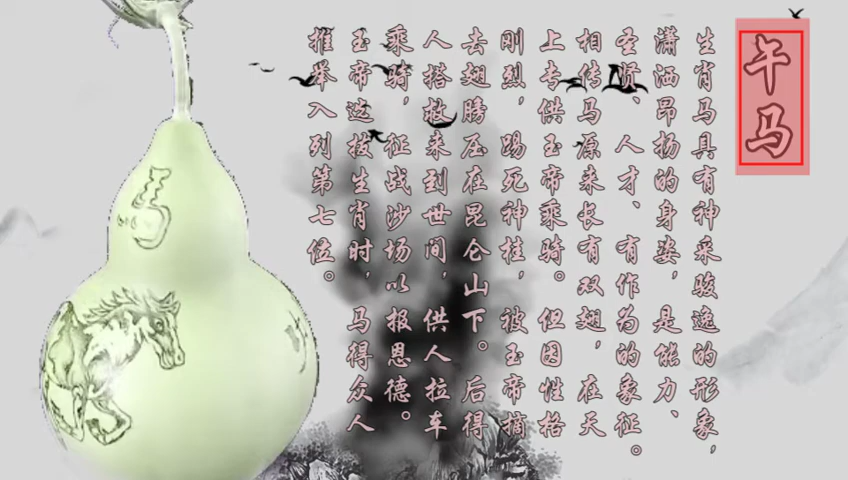 午马
生肖马具有神采骏逸的形象，
潇洒昂扬的身姿，是能力、
圣贤、人才、有作为的象征。
相传马原来长有双翅，在天
上专供玉帝乘骑。但因性格
刚烈，踢死神桂，被玉帝摘
去翅膀压在昆仑山下。后得
人搭救来到世间，供人拉车
乘骑，征战沙场以报恩德。
玉帝选拔生肖时，马得众人
推举入列第七位。
马